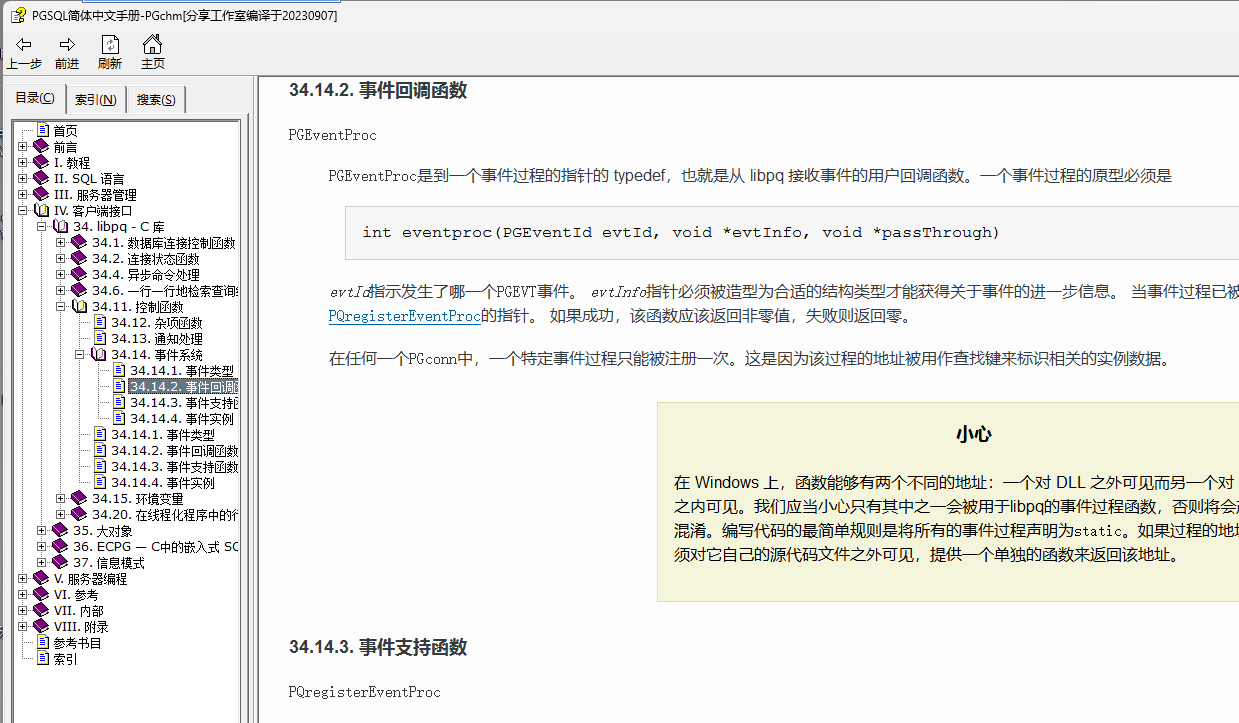 PGSQL简体中文手册-PGchm[分享工作室编译于20230907]
上一步 前进 刷新 主页
目录(C) 索引(N) 搜索(S)
首页
前言
I. 教程
II. SQL 语言
III. 服务器管理
IV. 客户端接口
34. libpq - C 库
34.1. 数据库连接控制函数
34.2. 连接状态函数
34.4. 异步命令处理
34.6. 一行一行地检索查询
34.11. 控制函数
34.12. 杂项函数
34.13. 通知处理
34.14. 事件系统
34.14.1. 事件类型
34.14.2. 事件回调
34.14.3. 事件支持
34.14.4. 事件实例
34.14.1. 事件类型
34.14.2. 事件回调函数
34.14.3. 事件支持函数
34.14.4. 事件实例
34.15. 环境变量
34.20. 在线程化程序中的
35. 大对象
36. ECPG — C中的嵌入式 SQ
37. 信息模式
V. 服务器编程
VI. 参考
VII. 内部
VIII. 附录
参考书目
索引
34.14.2. 事件回调函数
PGEventProc
PGEventProc是到一个事件过程的指针的 typedef，也就是从 libpq 接收事件的用户回调函数。一个事件过程的原型必须是
int eventproc(PGEventId evtId, void *evtInfo, void *passThrough)
evtId指示发生了哪一个PGEVT事件。 evtInfo指针必须被造型为合适的结构类型才能获得关于事件的进一步信息。 当事件过程已被
PQregisterEventProc的指针。 如果成功，该函数应该返回非零值，失败则返回零。
在任何一个PGconn中，一个特定事件过程只能被注册一次。这是因为该过程的地址被用作查找键来标识相关的实例数据。
小心
在 Windows 上，函数能够有两个不同的地址：一个对 DLL 之外可见而另一个对
之内可见。我们应当小心只有其中之一会被用于libpq的事件过程函数，否则将会
混淆。编写代码的最简单规则是将所有的事件过程声明为static。如果过程的地
须对它自己的源代码文件之外可见，提供一个单独的函数来返回该地址。
34.14.3. 事件支持函数
PQregisterEventProc